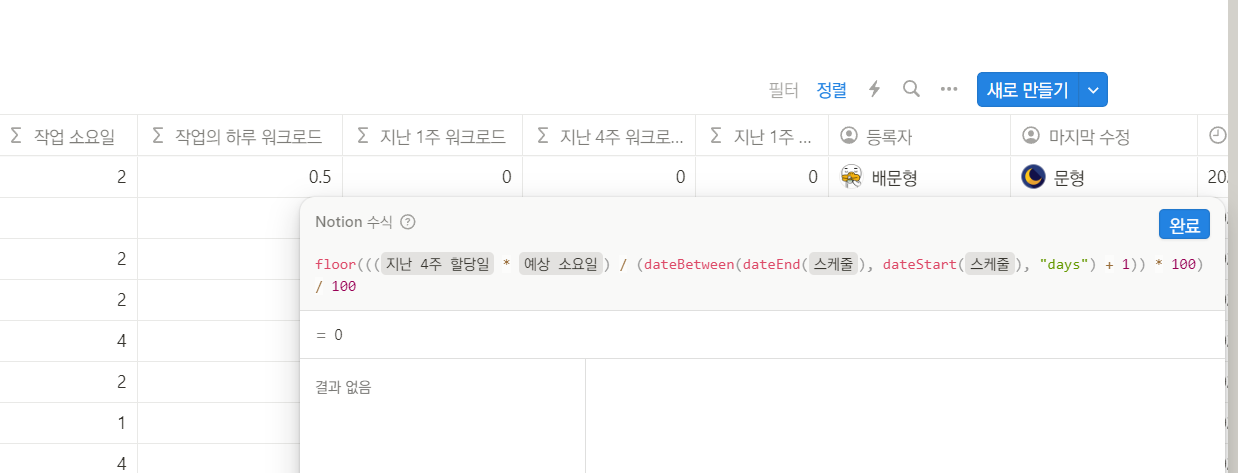 필터 정렬 새로 만들기
작업 소요일 작업의 하루 워크로드 지난 1주 워크로드 지난 4주 워크로... 지난 1주 ... 등록자 마지막 수정
2 0.5 0 0 0 배문형 문형 20
Notion 수식 완료
2
floor(((지난 4주 할당일 * 예상 소요일) / (dateBetween(dateEnd(스케줄), dateStart(스케줄), "days") + 1)) * 100)
/ 100
2
4
= 0
2
결과 없음
1
4